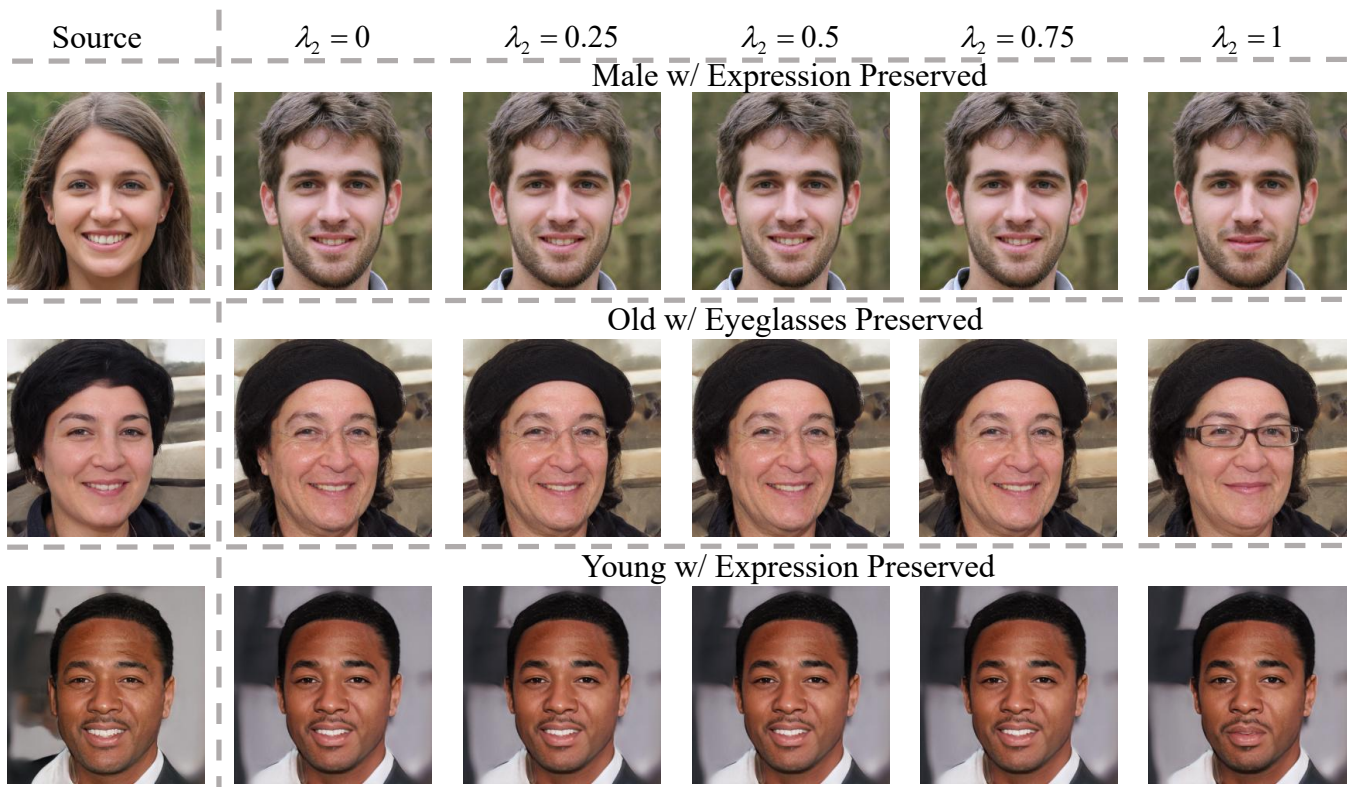 Source λ₂ = 0 λ₂ = 0.25 λ₂ = 0.5 λ₂ = 0.75 λ₂ = 1
Male w/ Expression Preserved
Old w/ Eyeglasses Preserved
Young w/ Expression Preserved